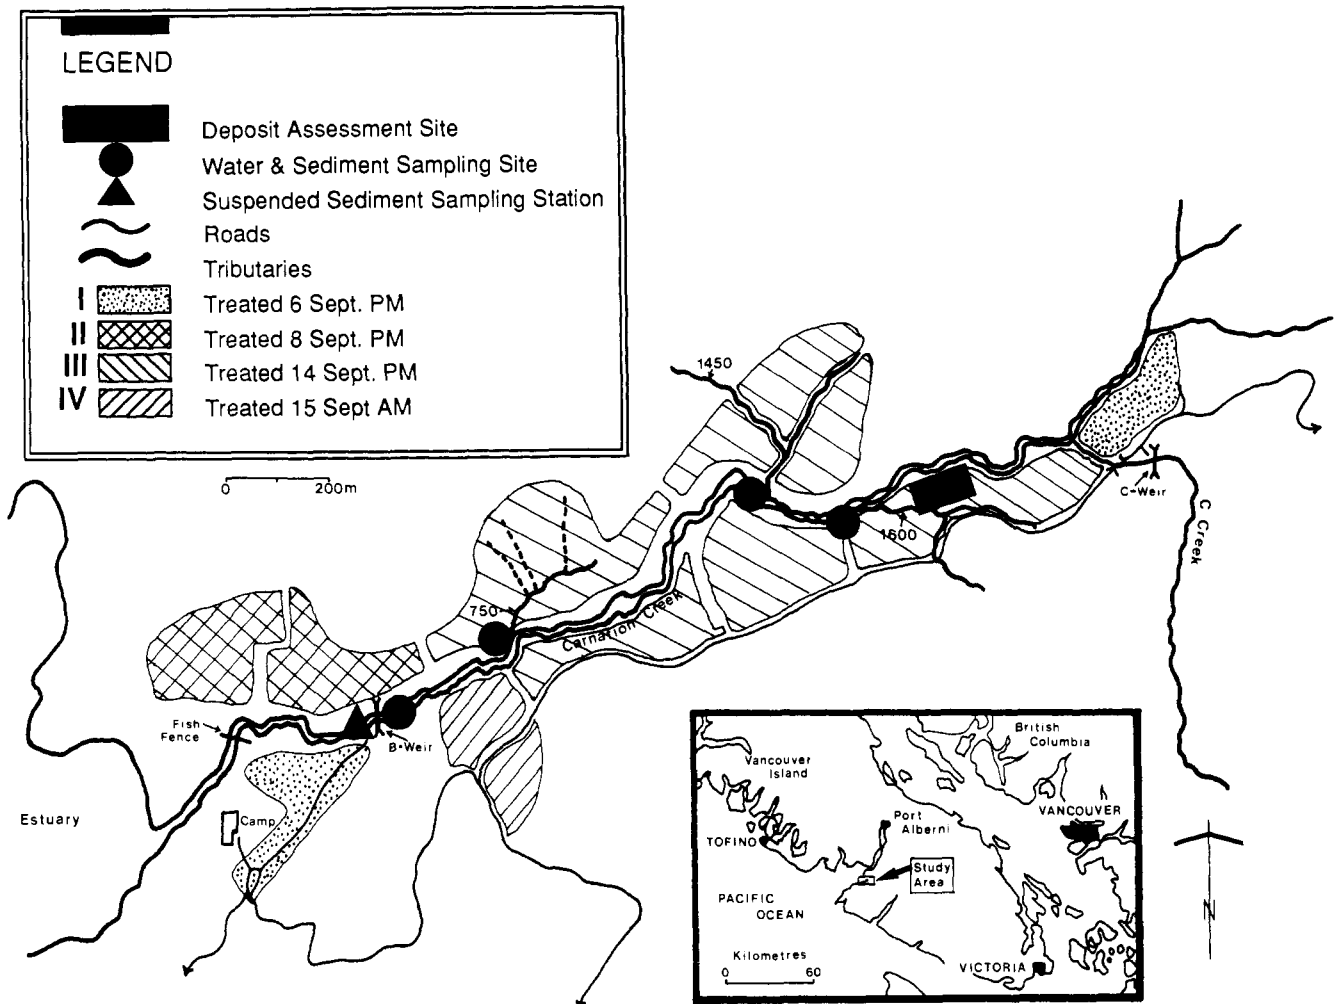 LEGEND
Deposit Assessment Site
Water & Sediment Sampling Site
Suspended Sediment Sampling Station
Roads
Tributaries
I Treated 6 Sept. PM
II Treated 8 Sept. PM
III Treated 14 Sept. PM
IV Treated 15 Sept AM
0 200m
1450
1600
750
C-Weir
C Creek
Carnation Creek
Fish
Fence
B-Weir
Camp
Estuary
British
Columbia
Vancouver
Island
VANCOUVER
Port
Alberni
TOFINO
Study
Area
PACIFIC
OCEAN
Kilometres
0 60
VICTORIA
N